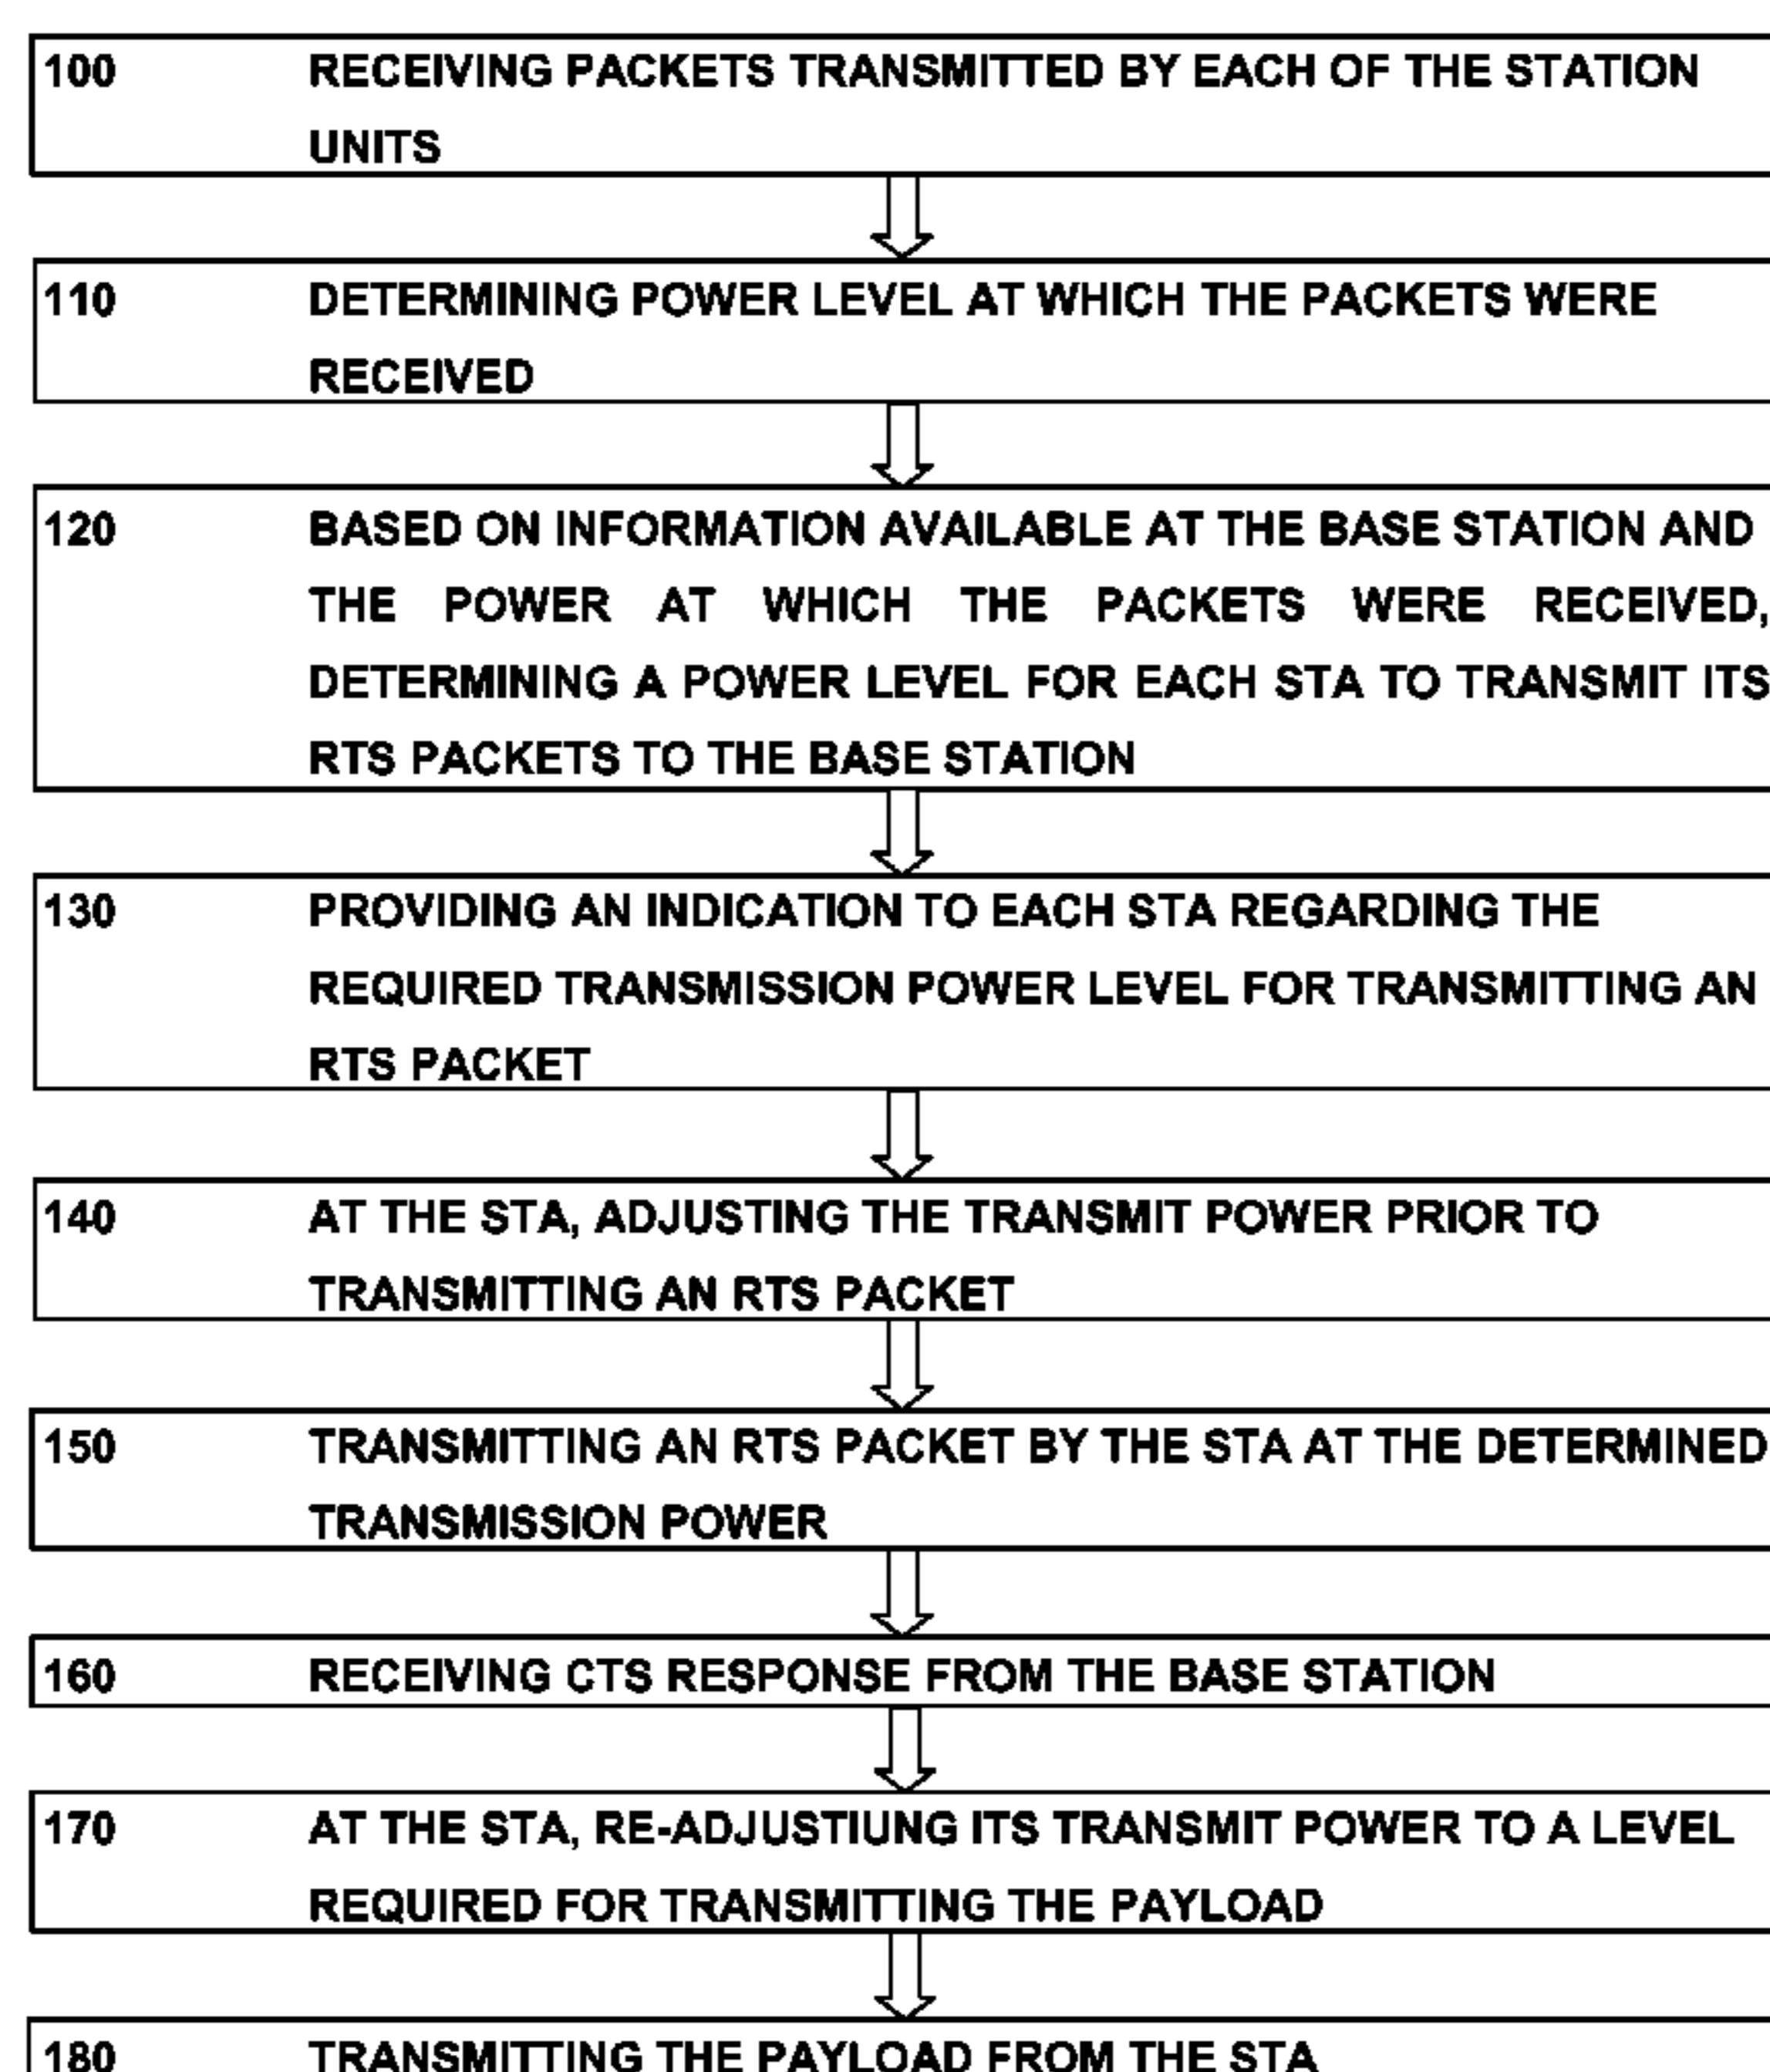 100 RECEIVING PACKETS TRANSMITTED BY EACH OF THE STATION
UNITS
110 DETERMINING POWER LEVEL AT WHICH THE PACKETS WERE
RECEIVED
120 BASED ON INFORMATION AVAILABLE AT THE BASE STATION AND
THE POWER AT WHICH THE PACKETS WERE RECEIVED,
DETERMINING A POWER LEVEL FOR EACH STA TO TRANSMIT ITS
RTS PACKETS TO THE BASE STATION
130 PROVIDING AN INDICATION TO EACH STA REGARDING THE
REQUIRED TRANSMISSION POWER LEVEL FOR TRANSMITTING AN
RTS PACKET
140 AT THE STA, ADJUSTING THE TRANSMIT POWER PRIOR TO
TRANSMITTING AN RTS PACKET
150 TRANSMITTING AN RTS PACKET BY THE STA AT THE DETERMINED
TRANSMISSION POWER
160 RECEIVING CTS RESPONSE FROM THE BASE STATION
170 AT THE STA, RE-ADJUSTIUNG ITS TRANSMIT POWER TO A LEVEL
REQUIRED FOR TRANSMITTING THE PAYLOAD
180 TRANSMITTING THE PAYLOAD FROM THE STA